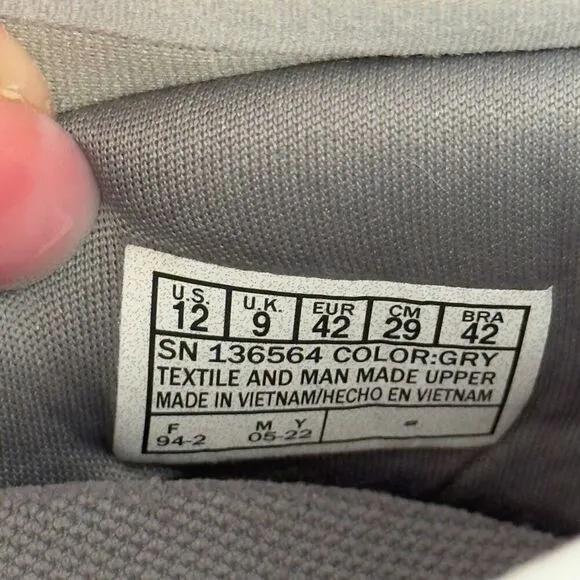 U.S. U.K. EUR CM BRA
12 9 42 29 42
SN 136564 COLOR:GRY
TEXTILE AND MAN MADE UPPER
MADE IN VIETNAM/HECHO EN VIETNAM
F M Y
94-2 05-22 -